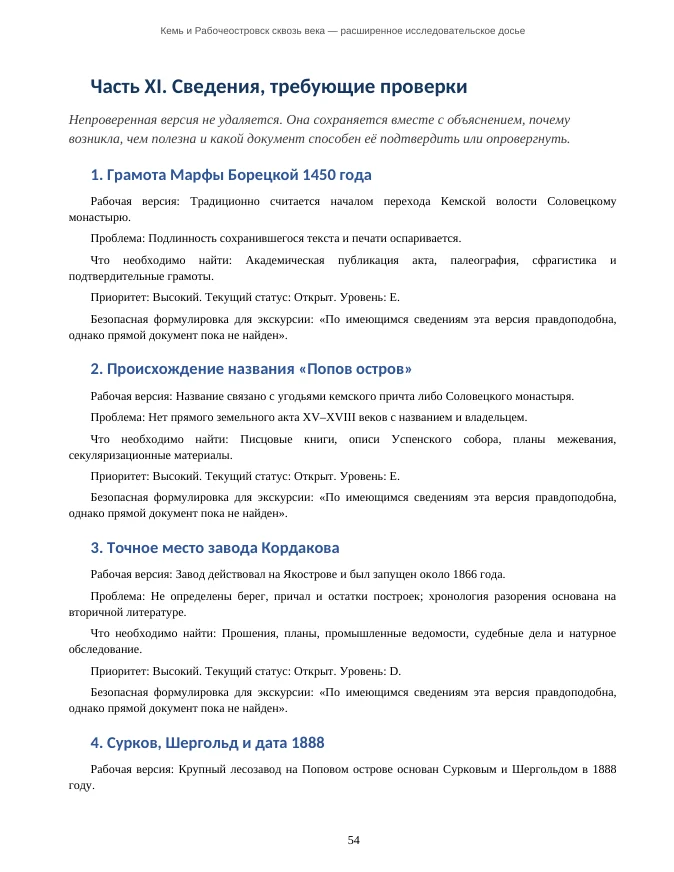 Кемь и Рабочеостровск сквозь века — расширенное исследовательское досье
Часть XI. Сведения, требующие проверки
Непроверенная версия не удаляется. Она сохраняется вместе с объяснением, почему
возникла, чем полезна и какой документ способен её подтвердить или опровергнуть.
1. Грамота Марфы Борецкой 1450 года
Рабочая версия: Традиционно считается началом перехода Кемской волости Соловецкому
монастырю.
Проблема: Подлинность сохранившегося текста и печати оспаривается.
Что необходимо найти: Академическая публикация акта, палеография, сфрагистика и
подтвердительные грамоты.
Приоритет: Высокий. Текущий статус: Открыт. Уровень: E.
Безопасная формулировка для экскурсии: «По имеющимся сведениям эта версия правдоподобна,
однако прямой документ пока не найден».
2. Происхождение названия «Попов остров»
Рабочая версия: Название связано с угодьями кемского причта либо Соловецкого монастыря.
Проблема: Нет прямого земельного акта XV–XVIII веков с названием и владельцем.
Что необходимо найти: Писцовые книги, описи Успенского собора, планы межевания,
секуляризационные материалы.
Приоритет: Высокий. Текущий статус: Открыт. Уровень: E.
Безопасная формулировка для экскурсии: «По имеющимся сведениям эта версия правдоподобна,
однако прямой документ пока не найден».
3. Точное место завода Кордакова
Рабочая версия: Завод действовал на Якострове и был запущен около 1866 года.
Проблема: Не определены берег, причал и остатки построек; хронология разорения основана на
вторичной литературе.
Что необходимо найти: Прошения, планы, промышленные ведомости, судебные дела и натурное
обследование.
Приоритет: Высокий. Текущий статус: Открыт. Уровень: D.
Безопасная формулировка для экскурсии: «По имеющимся сведениям эта версия правдоподобна,
однако прямой документ пока не найден».
4. Сурков, Шергольд и дата 1888
Рабочая версия: Крупный лесозавод на Поповом острове основан Сурковым и Шергольдом в 1888
году.
54